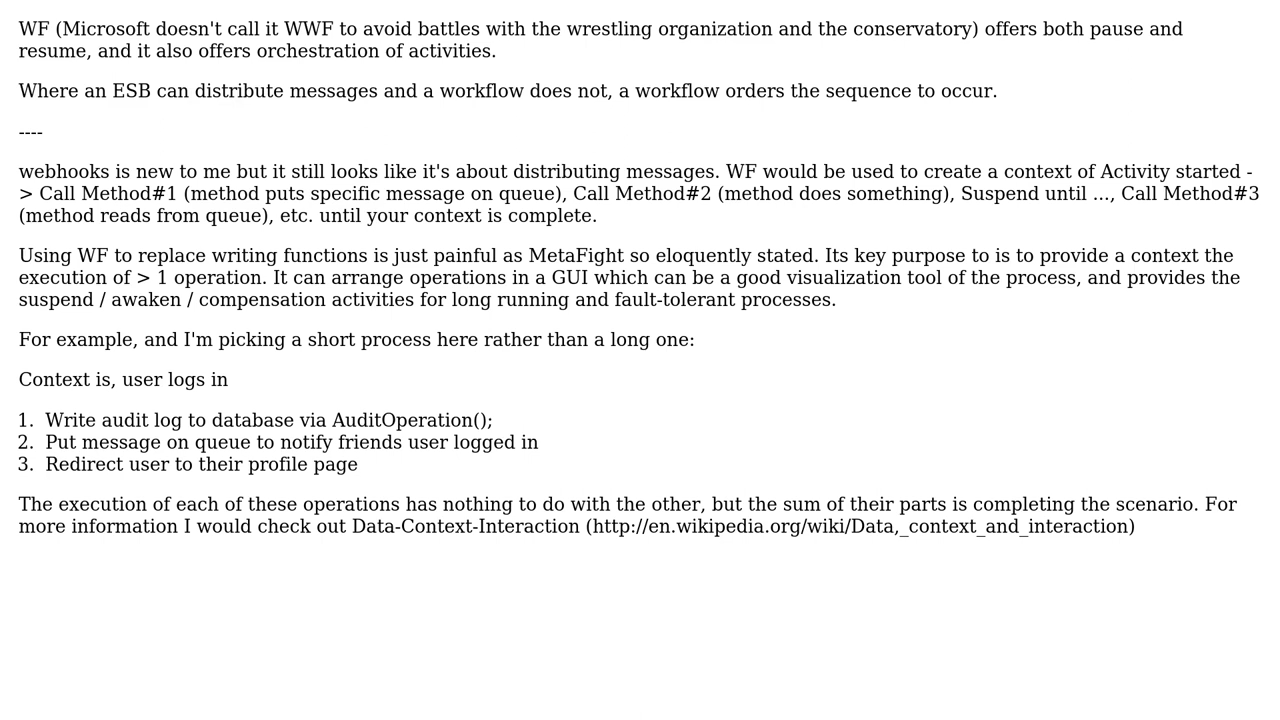 WF (Microsoft doesn't call it WWF to avoid battles with the wrestling organization and the conservatory) offers both pause and
resume, and it also offers orchestration of activities.
Where an ESB can distribute messages and a workflow does not, a workflow orders the sequence to occur.
----
webhooks is new to me but it still looks like it's about distributing messages. WF would be used to create a context of Activity started -
> Call Method#1 (method puts specific message on queue), Call Method#2 (method does something), Suspend until ..., Call Method#3
(method reads from queue), etc. until your context is complete.
Using WF to replace writing functions is just painful as MetaFight so eloquently stated. Its key purpose to is to provide a context the
execution of > 1 operation. It can arrange operations in a GUI which can be a good visualization tool of the process, and provides the
suspend / awaken / compensation activities for long running and fault-tolerant processes.
For example, and I'm picking a short process here rather than a long one:
Context is, user logs in
1. Write audit log to database via AuditOperation();
2. Put message on queue to notify friends user logged in
3. Redirect user to their profile page
The execution of each of these operations has nothing to do with the other, but the sum of their parts is completing the scenario. For
more information I would check out Data-Context-Interaction (http://en.wikipedia.org/wiki/Data,_context_and_interaction)